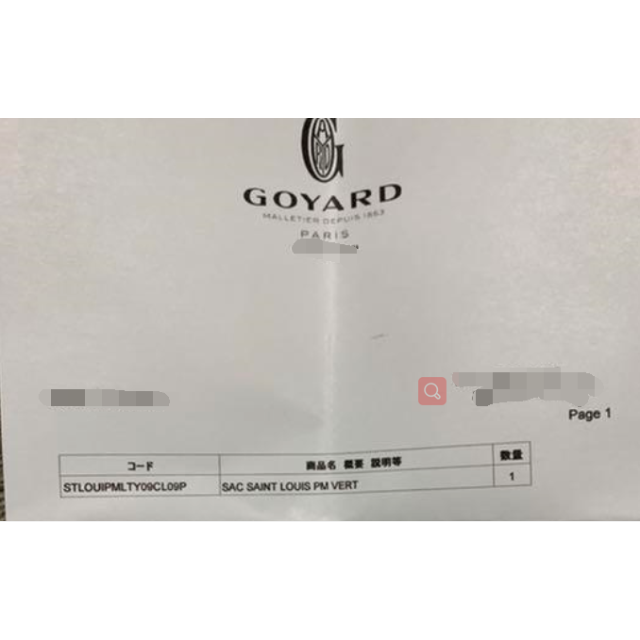 GOYARD
MALLETIER DEPUIS 1853
PARIS
Page 1
コード 商品名 概要 説明等 数量
STLOUIPMLTY09CL09P SAC SAINT LOUIS PM VERT 1